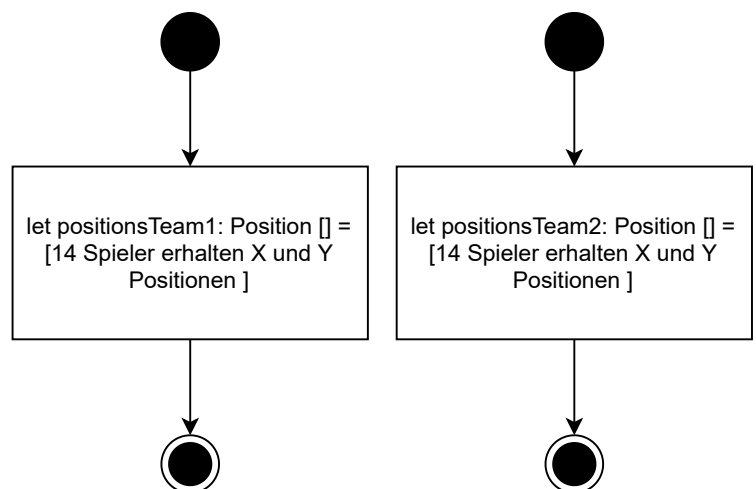 let positionsTeam1: Position [] =
[14 Spieler erhalten X und Y
Positionen ]
let positionsTeam2: Position [] =
[14 Spieler erhalten X und Y
Positionen ]